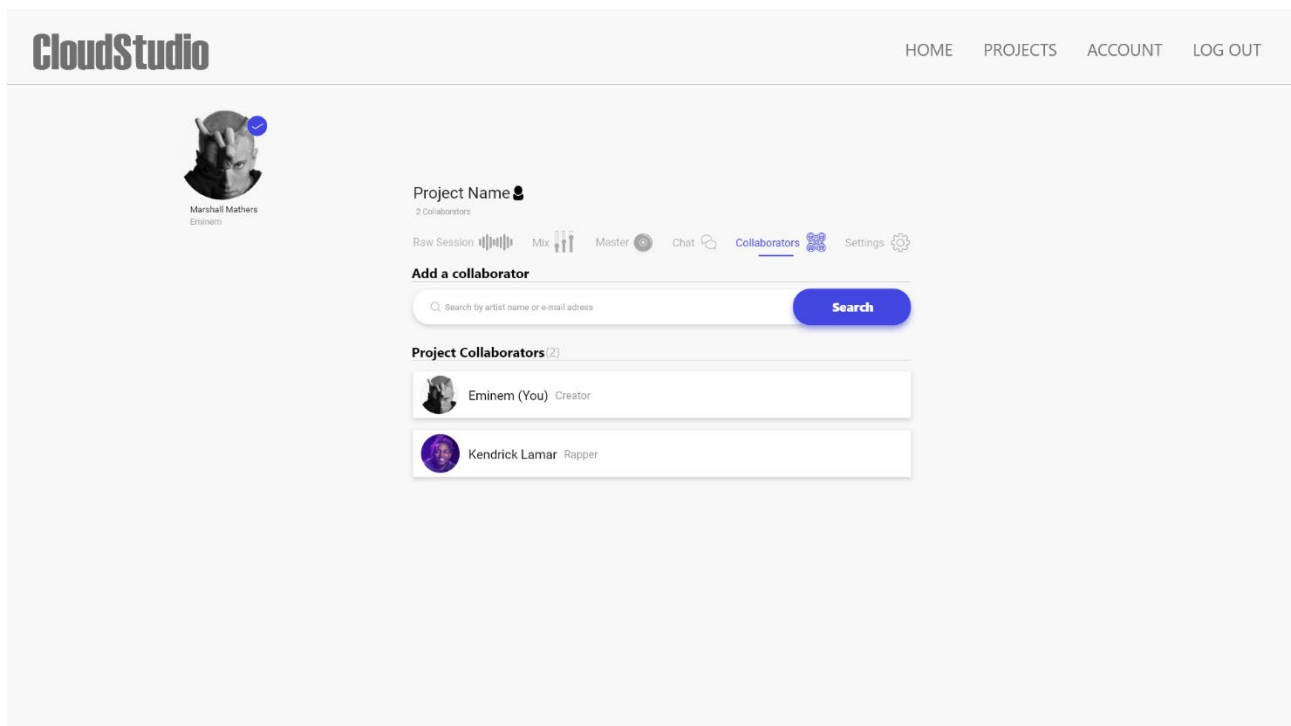 CloudStudio
HOME PROJECTS ACCOUNT LOG OUT
Marshall Mathers
Eminem
Project Name
2 Collaborators
Raw Session Mix Master Chat Collaborators Settings
Add a collaborator
Search by artist name or e-mail adress Search
Project Collaborators(2)
Eminem (You) Creator
Kendrick Lamar Rapper